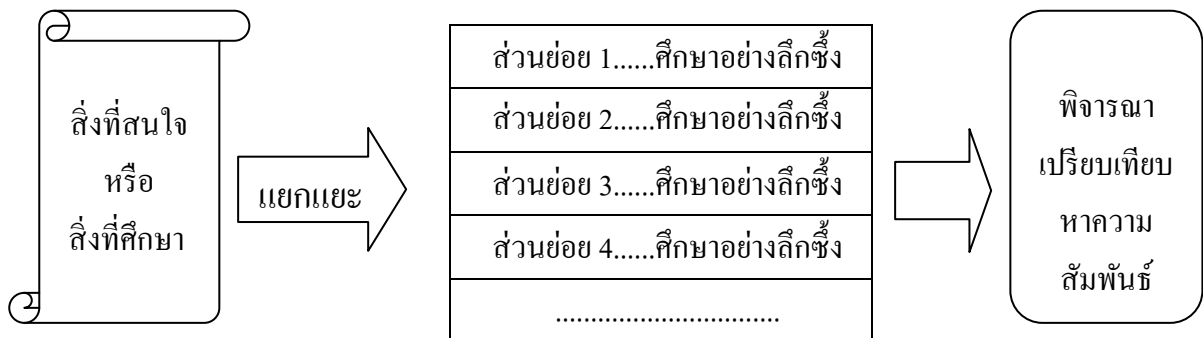 สิ่งที่สนใจ
หรือ
สิ่งที่ศึกษา
แยกแยะ
ส่วนย่อย 1......ศึกษาอย่างลึกซึ้ง
ส่วนย่อย 2......ศึกษาอย่างลึกซึ้ง
ส่วนย่อย 3......ศึกษาอย่างลึกซึ้ง
ส่วนย่อย 4......ศึกษาอย่างลึกซึ้ง
................................
พิจารณา
เปรียบเทียบ
หาความ
สัมพันธ์